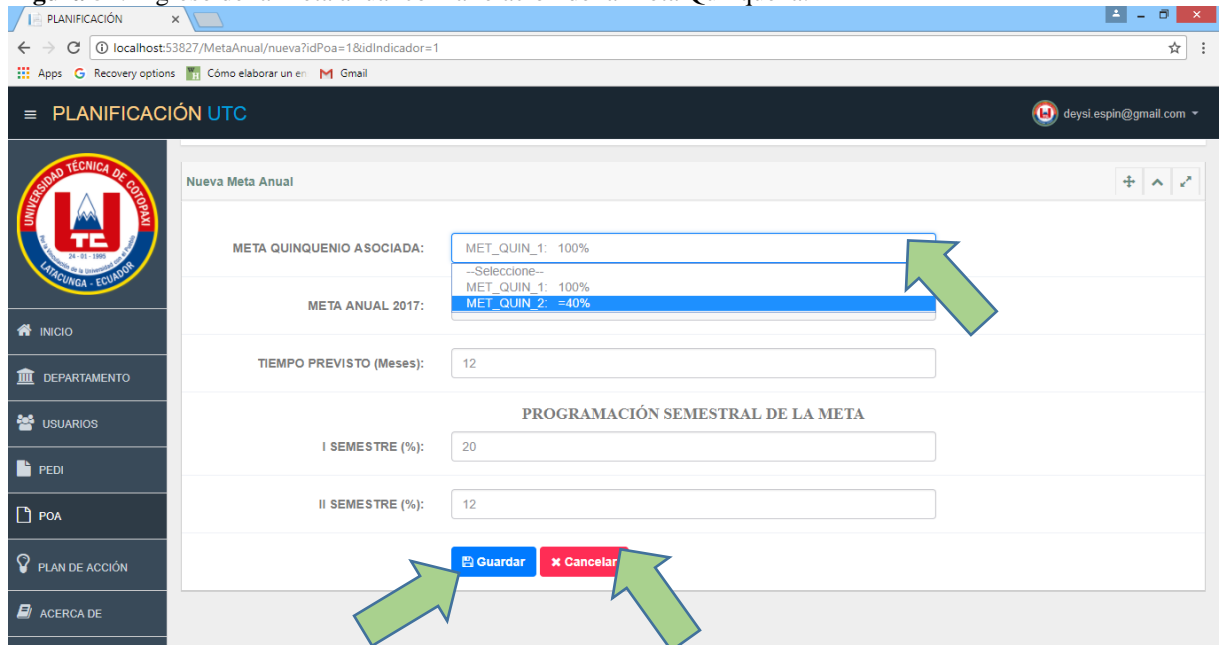 PLANIFICACIÓN
localhost:53827/MetaAnual/nueva?idPoa=1&idIndicador=1
Apps Recovery options Cómo elaborar un en Gmail
PLANIFICACIÓN UTC
deysi.espin@gmail.com
UNIVERSIDAD TÉCNICA DE COTOPAXI
UTC
24 - 01 - 1995
LATACUNGA - ECUADOR
Nueva Meta Anual
META QUINQUENIO ASOCIADA: MET_QUIN_1: 100%
--Seleccione--
MET_QUIN_1: 100%
MET_QUIN_2: =40%
META ANUAL 2017:
TIEMPO PREVISTO (Meses): 12
PROGRAMACIÓN SEMESTRAL DE LA META
I SEMESTRE (%): 20
II SEMESTRE (%): 12
Guardar Cancelar
INICIO
DEPARTAMENTO
USUARIOS
PEDI
POA
PLAN DE ACCIÓN
ACERCA DE